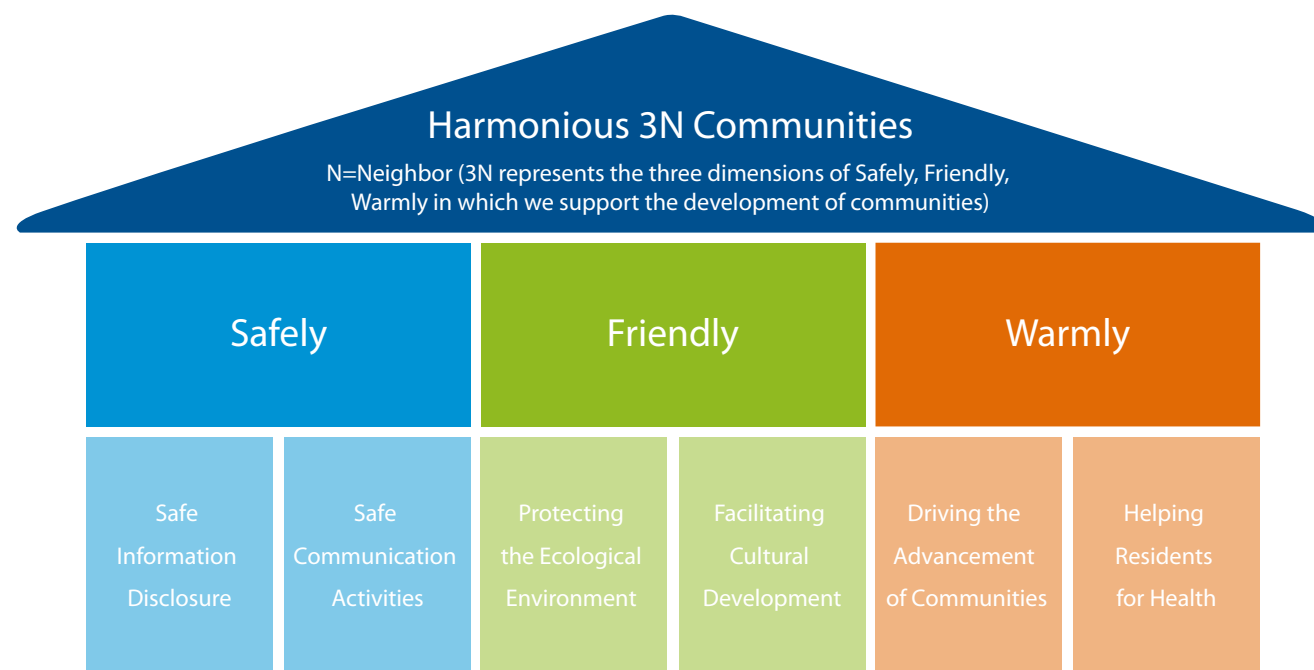 Harmonious 3N Communities
N=Neighbor (3N represents the three dimensions of Safely, Friendly,
Warmly in which we support the development of communities)
Safely
Friendly
Warmly
Safe
Information
Disclosure
Safe
Communication
Activities
Protecting
the Ecological
Environment
Facilitating
Cultural
Development
Driving the
Advancement
of Communities
Helping
Residents
for Health